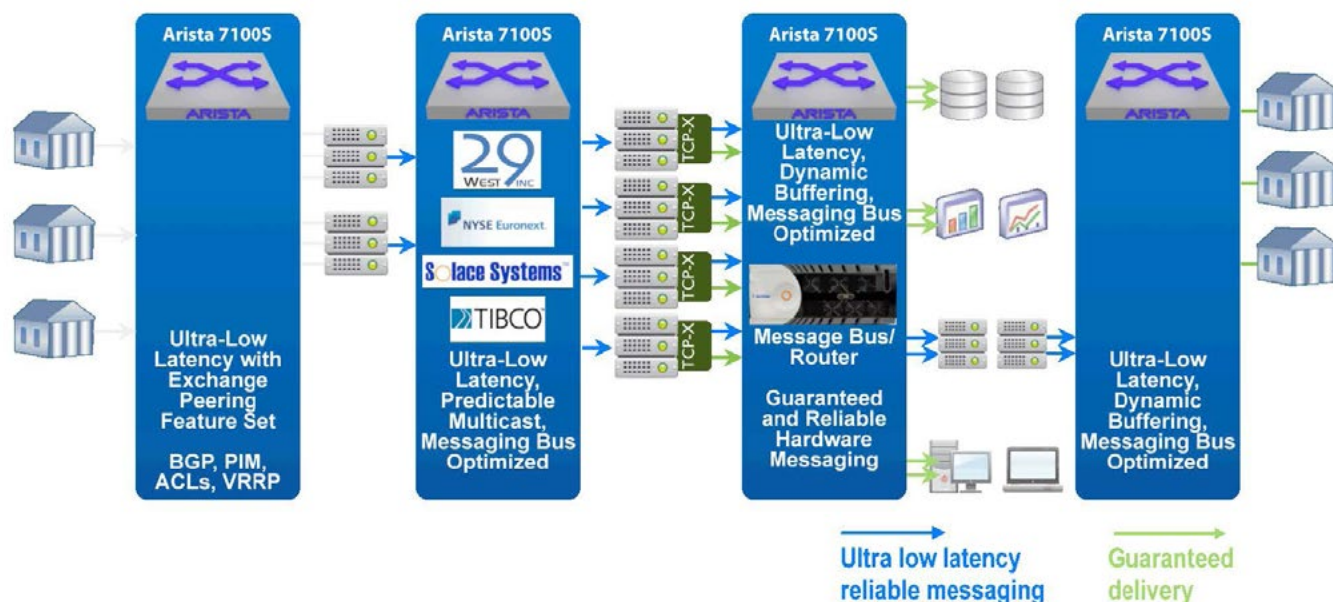 Arista 7100S
ARISTA
Ultra-Low
Latency with
Exchange
Peering
Feature Set
BGP, PIM,
ACLs, VRRP
Arista 7100S
ARISTA
29
WEST INC
NYSE Euronext.
Solace Systems™
TIBCO
Ultra-Low
Latency,
Predictable
Multicast,
Messaging Bus
Optimized
TCP-X
TCP-X
TCP-X
TCP-X
Arista 7100S
ARISTA
Ultra-Low
Latency,
Dynamic
Buffering,
Messaging Bus
Optimized
Message Bus/
Router
Guaranteed
and Reliable
Hardware
Messaging
Arista 7100S
ARISTA
Ultra-Low
Latency,
Dynamic
Buffering,
Messaging Bus
Optimized
Ultra low latency
reliable messaging
Guaranteed
delivery